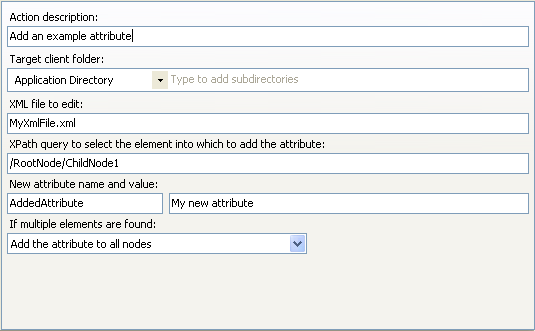 Action description:
Add an example attribute
Target client folder:
Application Directory Type to add subdirectories
XML file to edit:
MyXmlFile.xml
XPath query to select the element into which to add the attribute:
/RootNode/ChildNode1
New attribute name and value:
AddedAttribute My new attribute
If multiple elements are found:
Add the attribute to all nodes